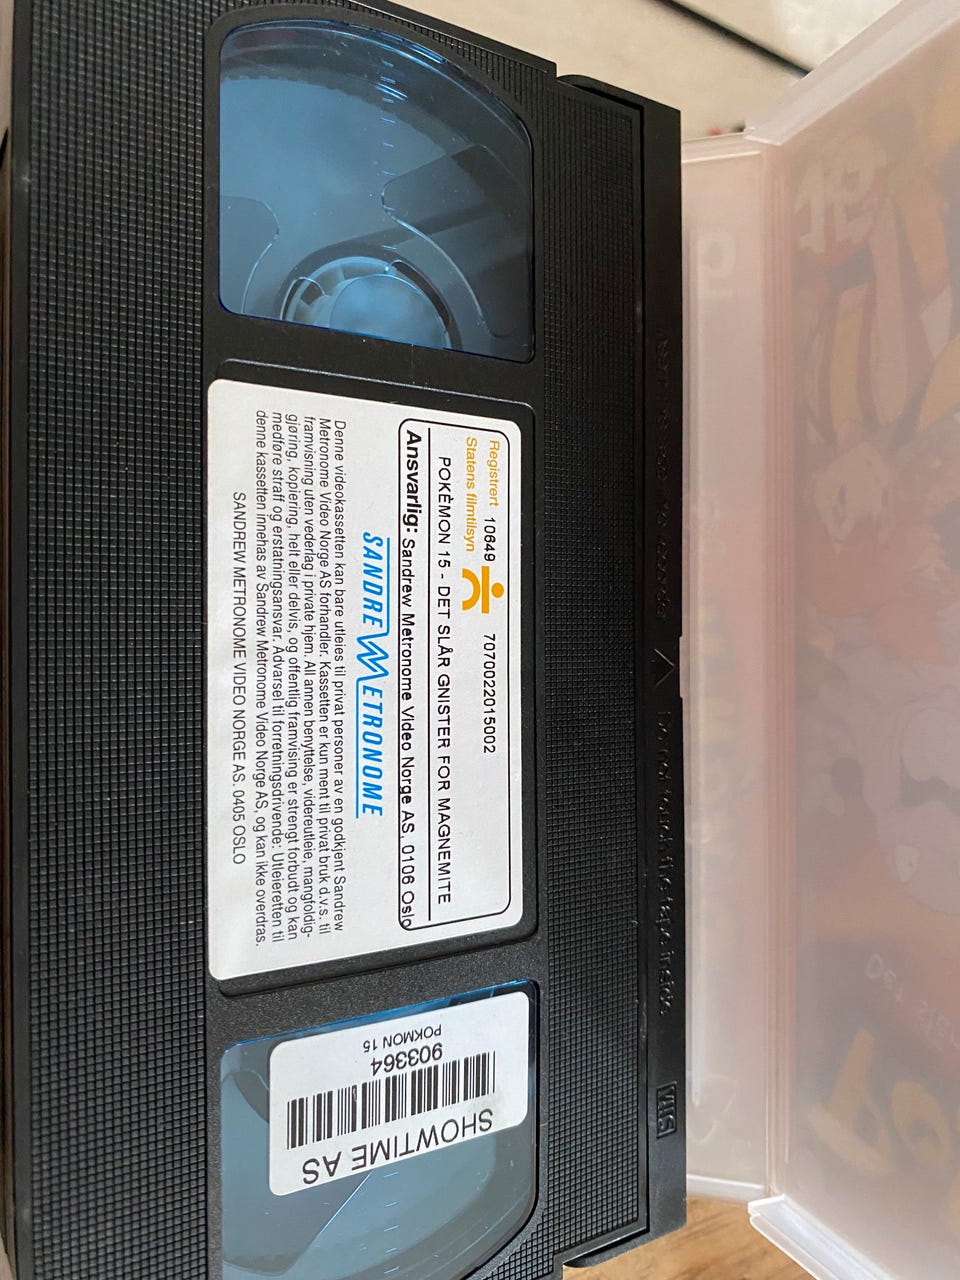 Registrert 10649 7070022015002
Statens filmtilsyn
POKÈMON 15 - DET SLÅR GNISTER FOR MAGNEMITE
Ansvarlig: Sandrew Metronome Video Norge AS, 0106 Oslo
SANDREW METRONOME
Denne videokassetten kan bare utleies til privat personer av en godkjent Sandrew
Metronome Video Norge AS forhandler. Kassetten er kun ment til privat bruk d.v.s. til
framvisning uten vederlag i private hjem. All annen benyttelse, videreutleie, mangfoldig-
gjøring, kopiering, helt eller delvis, og offentlig framvising er strengt forbudt og kan
medføre straff og erstatningsansvar. Advarsel til forretningsdrivende: Utleieretten til
denne kassetten innehas av Sandrew Metronome Video Norge AS, og kan ikke overdras.
SANDREW METRONOME VIDEO NORGE AS. 0405 OSLO
SHOWTIME AS
903364
POKMON 15
Do not touch the tape inside
VHS
15